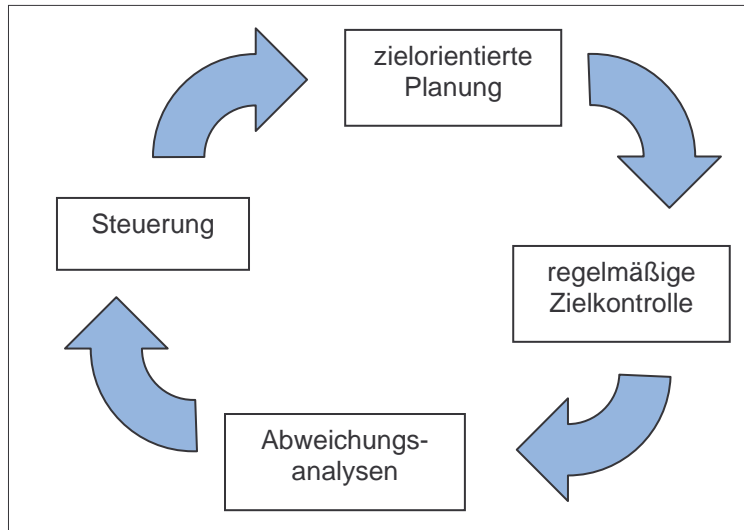 zielorientierte
Planung
regelmäßige
Zielkontrolle
Abweichungs-
analysen
Steuerung